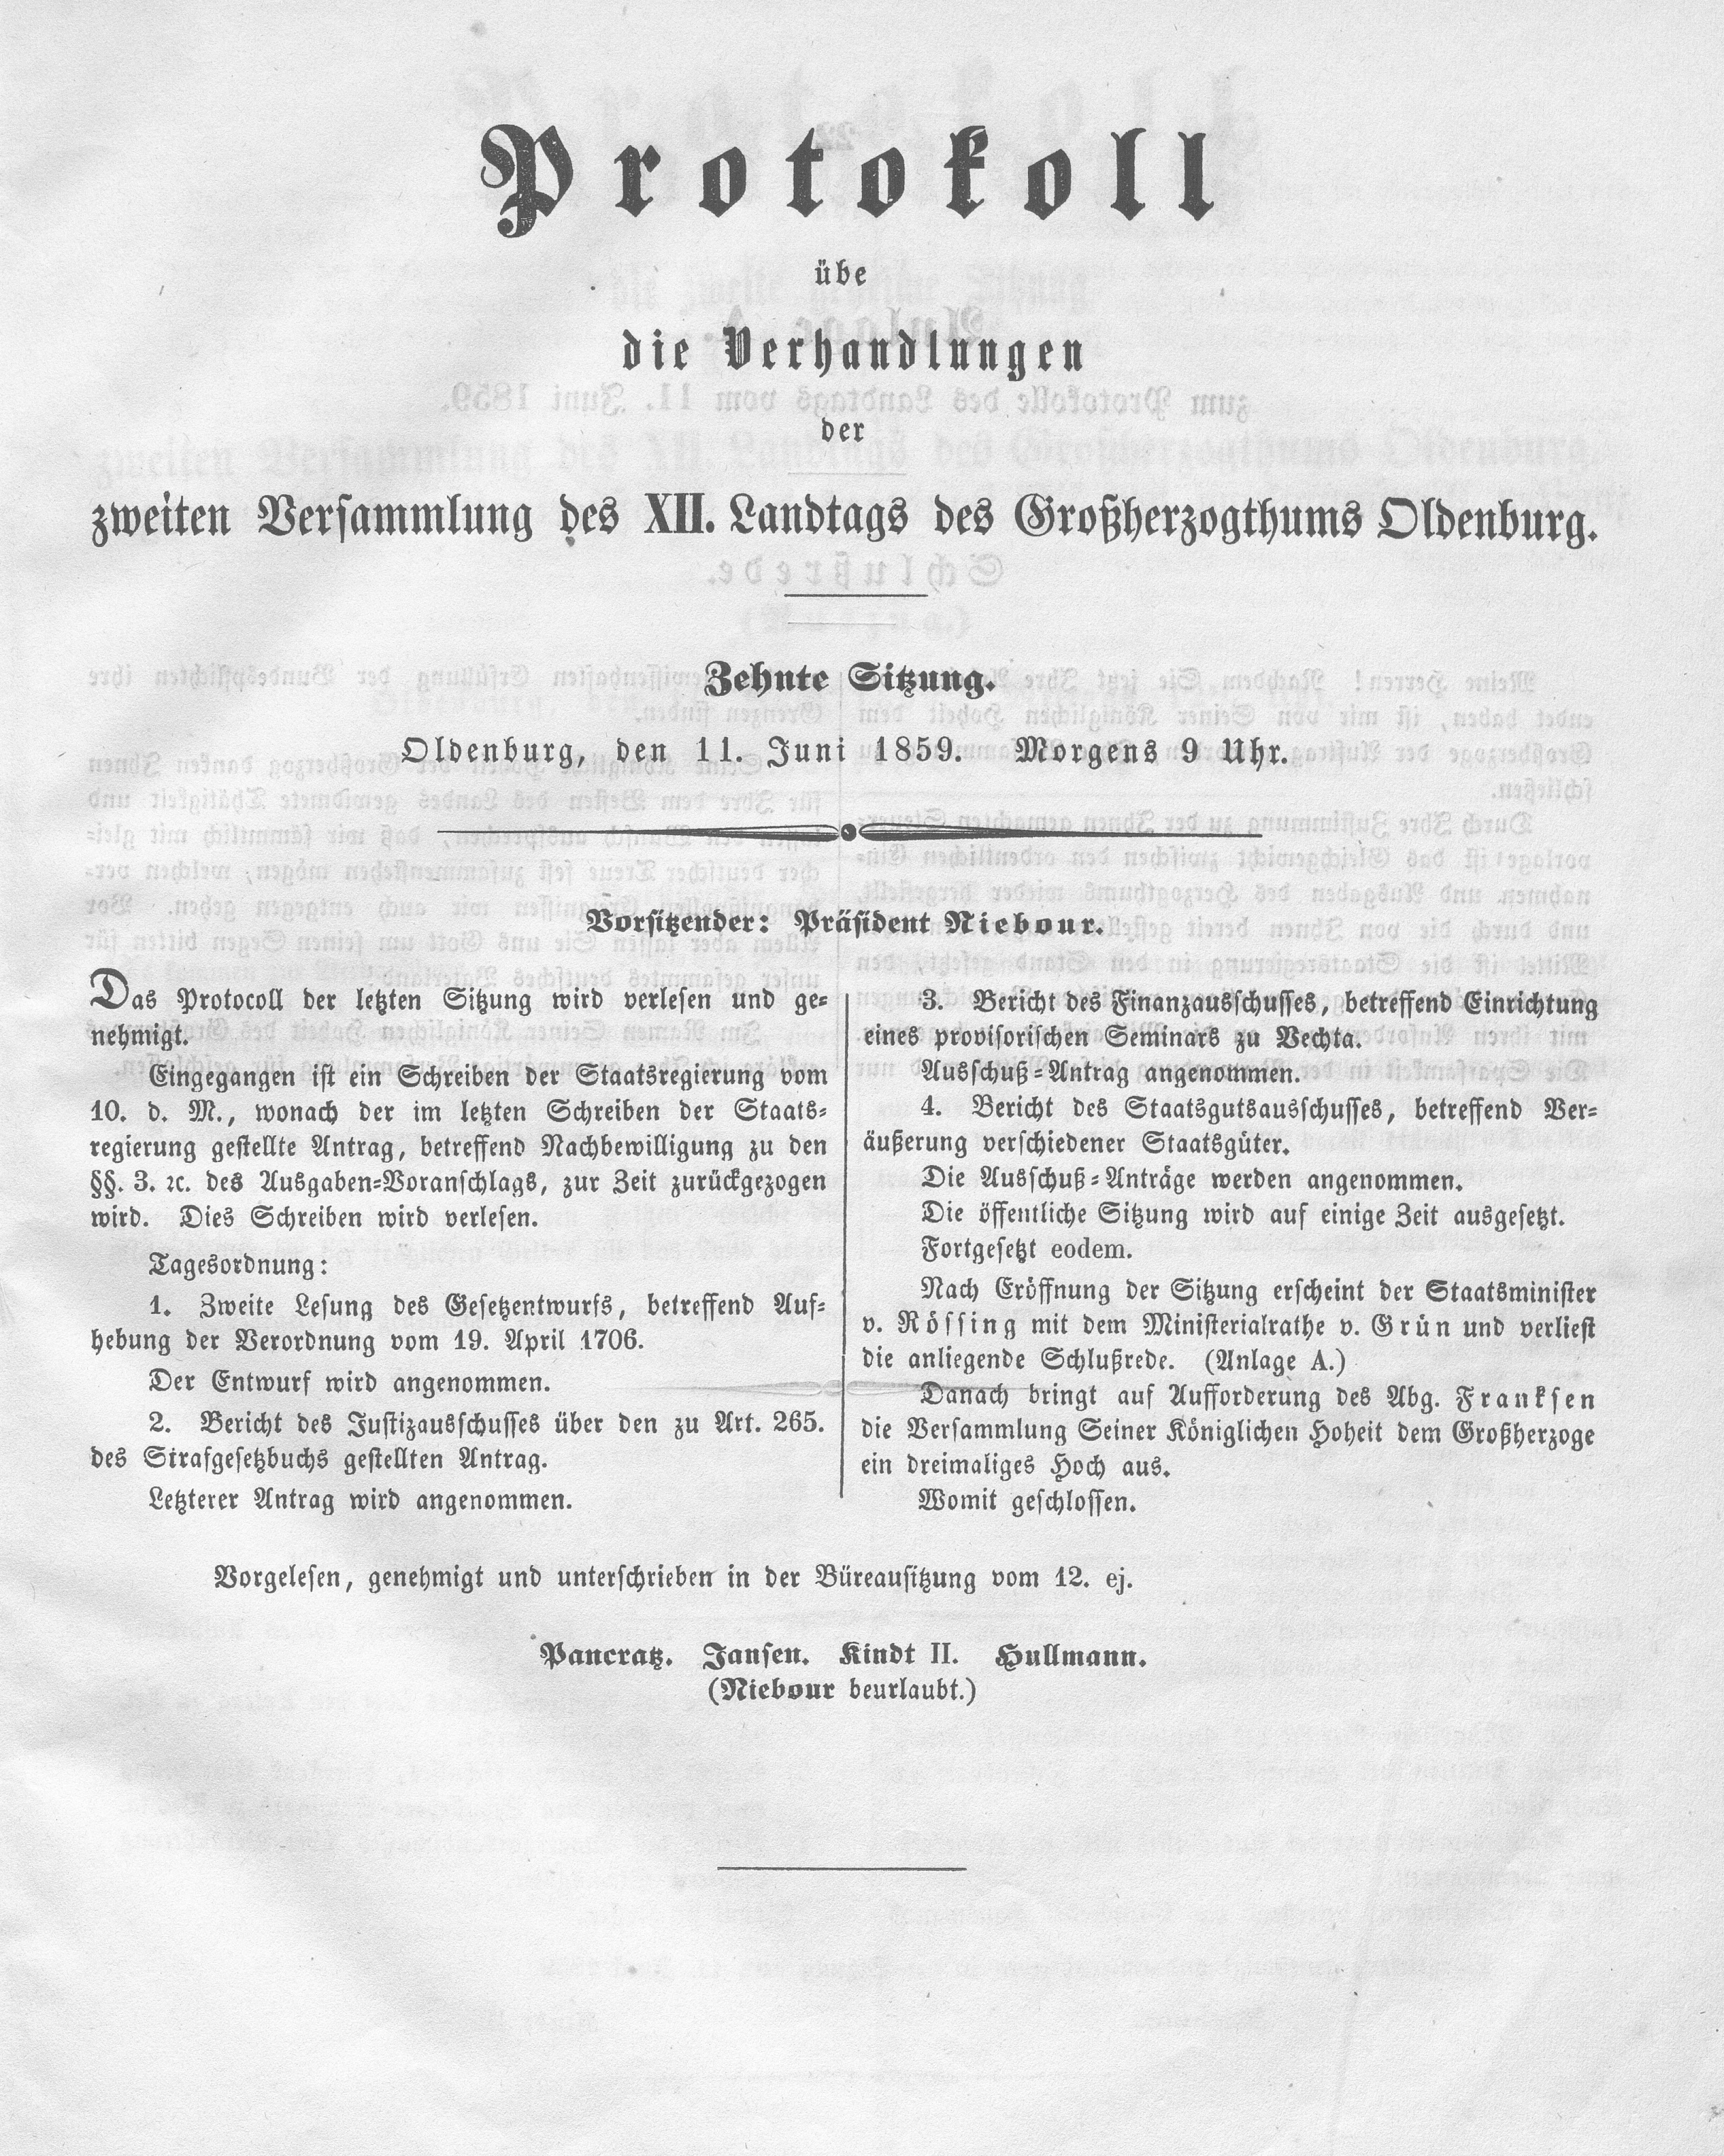 Protokoll
übe
die Verhandlungen
der
zweiten Versammlung des XII. Landtags des Großherzogthums Oldenburg.
Zehnte Sitzung.
Oldenburg, den 11. Juni 1859. Morgens 9 Uhr.
Vorsitzender: Präsident Niebour.
Das Protocoll der letzten Sitzung wird verlesen und ge-
nehmigt.
Eingegangen ist ein Schreiben der Staatsregierung vom
10. d. M., wonach der im letzten Schreiben der Staats-
regierung gestellte Antrag, betreffend Nachbewilligung zu den
§§. 3. ꝛc. des Ausgaben-Voranschlags, zur Zeit zurückgezogen
wird. Dies Schreiben wird verlesen.
Tagesordnung:
1. Zweite Lesung des Gesetzentwurfs, betreffend Auf-
hebung der Verordnung vom 19. April 1706.
Der Entwurf wird angenommen.
2. Bericht des Justizausschusses über den zu Art. 265.
des Strafgesetzbuchs gestellten Antrag.
Letzterer Antrag wird angenommen.
3. Bericht des Finanzausschusses, betreffend Einrichtung
eines provisorischen Seminars zu Vechta.
Ausschuß-Antrag angenommen.
4. Bericht des Staatsgutsausschusses, betreffend Ver-
äußerung verschiedener Staatsgüter.
Die Ausschuß-Anträge werden angenommen.
Die öffentliche Sitzung wird auf einige Zeit ausgesetzt.
Fortgesetzt eodem.
Nach Eröffnung der Sitzung erscheint der Staatsminister
v. Rössing mit dem Ministerialrathe v. Grün und verliest
die anliegende Schlußrede. (Anlage A.)
Danach bringt auf Aufforderung des Abg. Franksen
die Versammlung Seiner Königlichen Hoheit dem Großherzoge
ein dreimaliges Hoch aus.
Womit geschlossen.
Vorgelesen, genehmigt und unterschrieben in der Büreausitzung vom 12. ej.
Pancratz. Jansen. Kindt II. Hullmann.
(Niebour beurlaubt.)